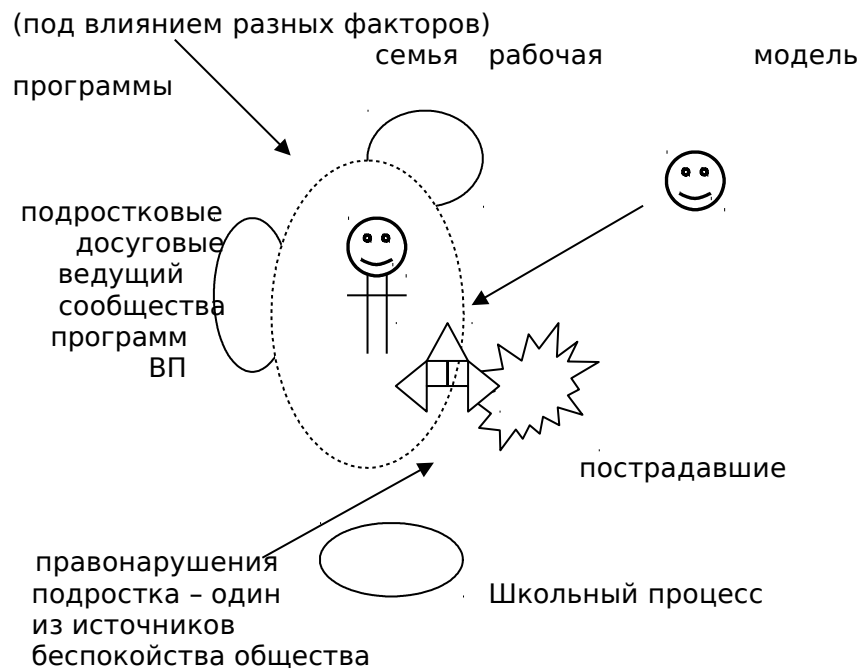 (под влиянием разных факторов)
семья рабочая модель
программы
подростковые
досуговые
ведущий
сообщества
программ
ВП
пострадавшие
правонарушения
подростка – один
Школьный процесс
из источников
беспокойства общества